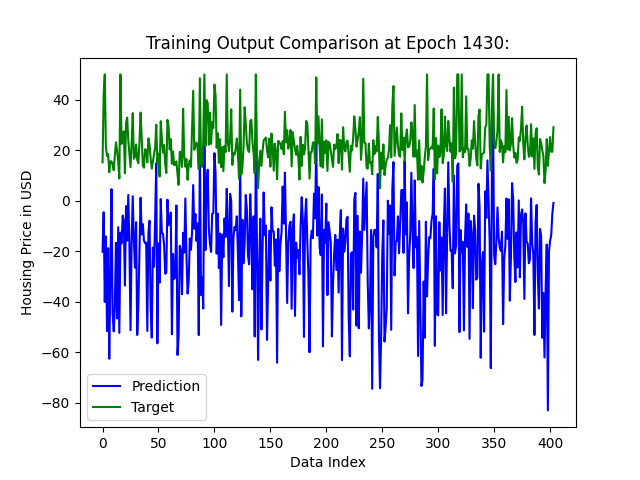 Training Output Comparison at Epoch 1430:
Housing Price in USD
40
20
0
−20
−40
−60
−80
Prediction
Target
0 50 100 150 200 250 300 350 400
Data Index